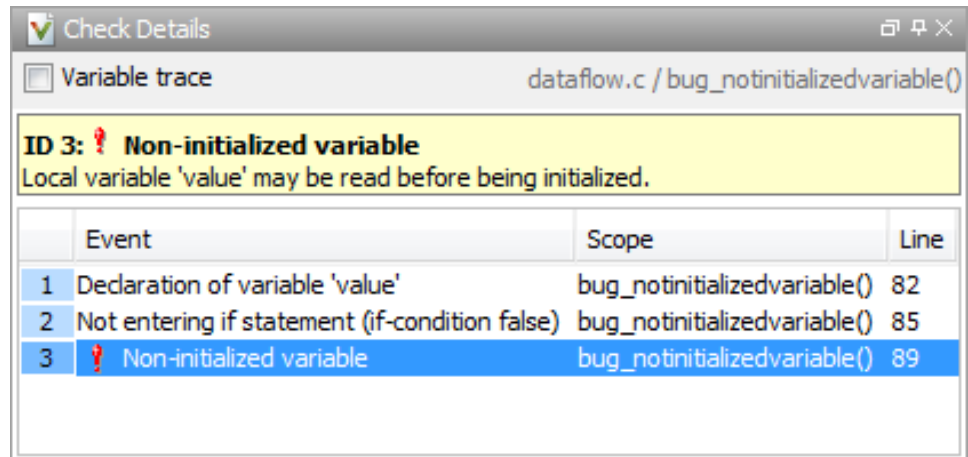 Check Details
Variable trace dataflow.c / bug_notinitializedvariable()
ID 3: Non-initialized variable
Local variable 'value' may be read before being initialized.
Event Scope Line
1 Declaration of variable 'value' bug_notinitializedvariable() 82
2 Not entering if statement (if-condition false) bug_notinitializedvariable() 85
3 Non-initialized variable bug_notinitializedvariable() 89